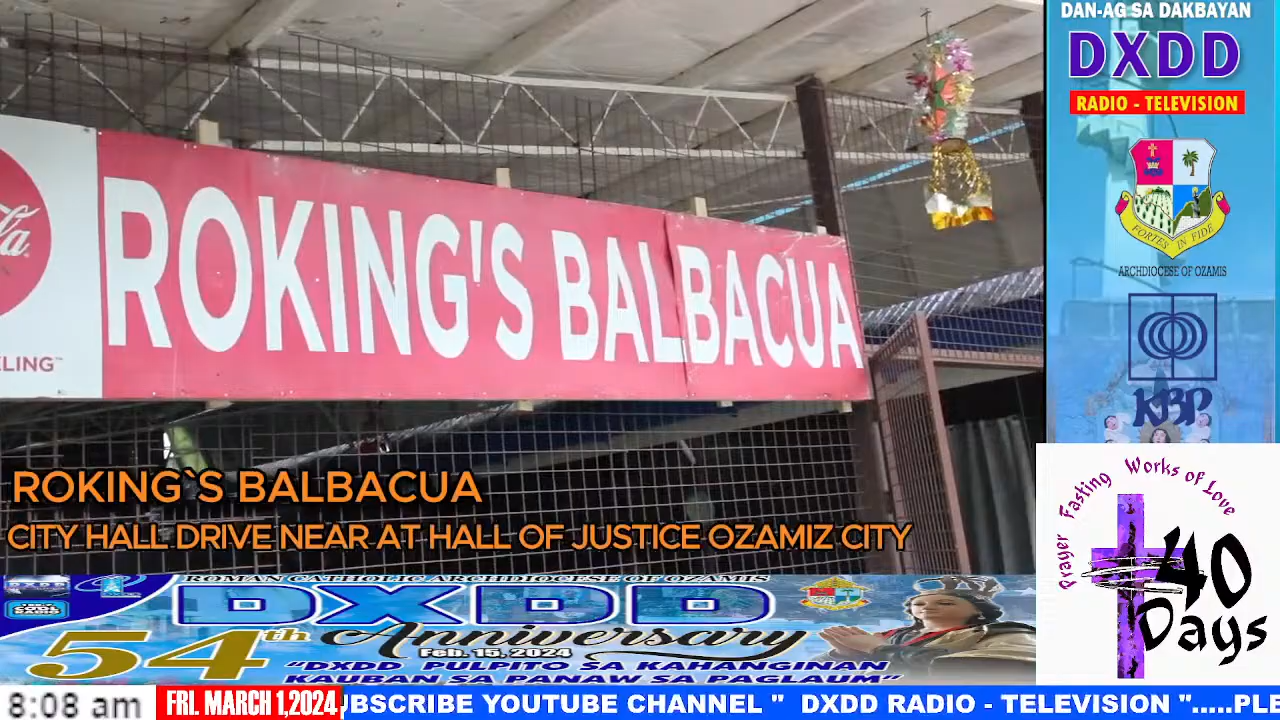 DAN-AG SA DAKBAYAN
DXDD
RADIO - TELEVISION
FORTES IN FIDE
ARCHDIOCESE OF OZAMIS
KBP
ROKING'S BALBACUA
LING™
ROKING`S BALBACUA
CITY HALL DRIVE NEAR AT HALL OF JUSTICE OZAMIZ CITY
Prayer Fasting Works of Love
40
Days
ROMAN CATHOLIC ARCHDIOCESE OF OZAMIS
DXDD
DXDD
54th Anniversary
Feb. 15, 2024
"DXDD PULPITO SA KAHANGINAN
KAUBAN SA PANAW SA PAGLAUM"
8:08 am
FRI. MARCH 1,2024
UBSCRIBE YOUTUBE CHANNEL " DXDD RADIO - TELEVISION ".....PLE